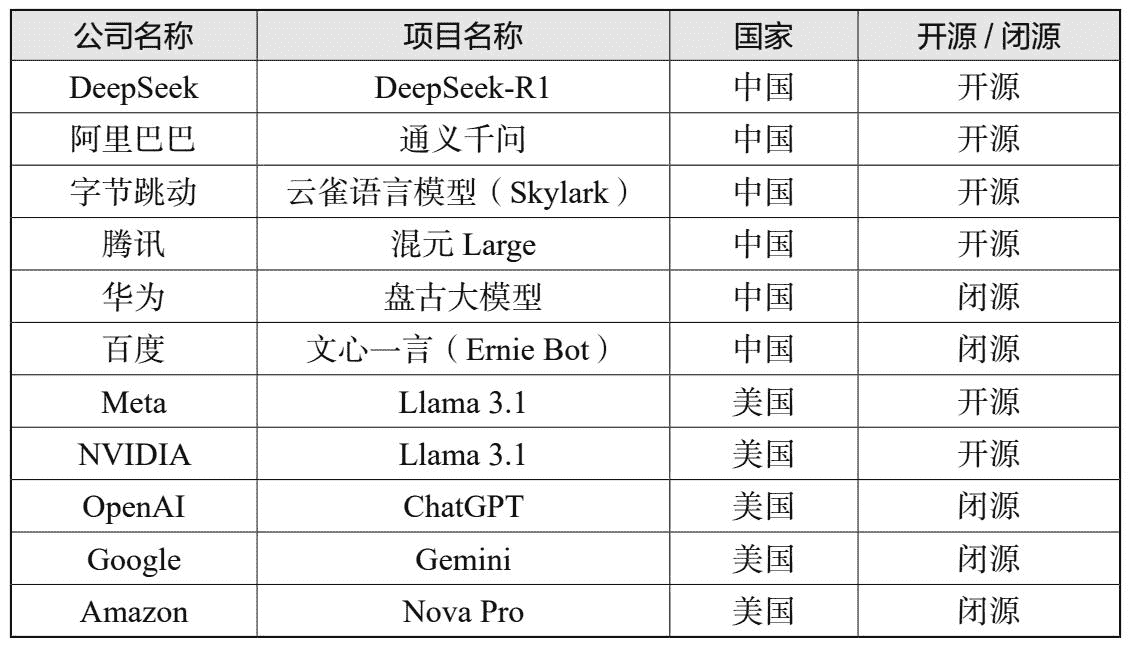 公司名称 项目名称 国家 开源 / 闭源
DeepSeek DeepSeek-R1 中国 开源
阿里巴巴 通义千问 中国 开源
字节跳动 云雀语言模型（Skylark） 中国 开源
腾讯 混元 Large 中国 开源
华为 盘古大模型 中国 闭源
百度 文心一言（Ernie Bot） 中国 闭源
Meta Llama 3.1 美国 开源
NVIDIA Llama 3.1 美国 开源
OpenAI ChatGPT 美国 闭源
Google Gemini 美国 闭源
Amazon Nova Pro 美国 闭源